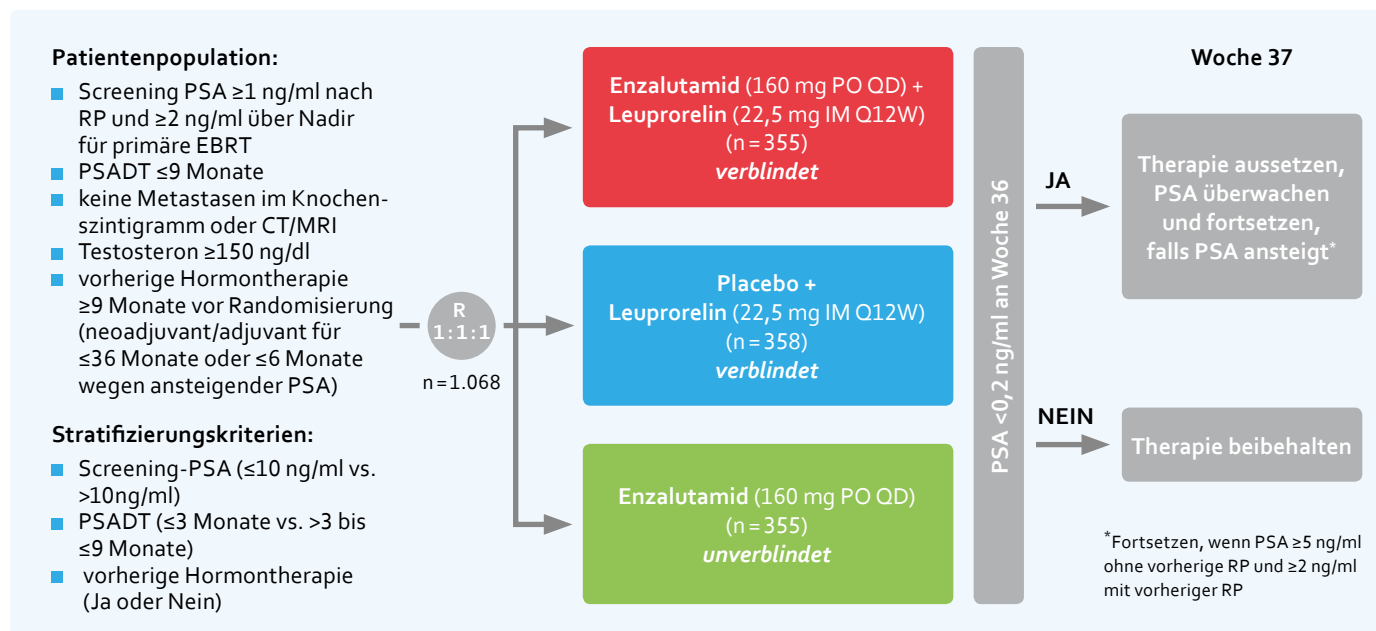 Patientenpopulation:
Screening PSA ≥1 ng/ml nach
RP und ≥2 ng/ml über Nadir
für primäre EBRT
PSADT ≤9 Monate
keine Metastasen im Knochen-
szintigramm oder CT/MRI
Testosteron ≥150 ng/dl
vorherige Hormontherapie
≥9 Monate vor Randomisierung
(neoadjuvant/adjuvant für
≤36 Monate oder ≤6 Monate
wegen ansteigender PSA)
Stratifizierungskriterien:
Screening-PSA (≤10 ng/ml vs.
>10ng/ml)
PSADT (≤3 Monate vs. >3 bis
≤9 Monate)
vorherige Hormontherapie
(Ja oder Nein)
R
1:1:1
n=1.068
Enzalutamid (160 mg PO QD) +
Leuprorelin (22,5 mg IM Q12W)
(n=355)
verblindet
Placebo +
Leuprorelin (22,5 mg IM Q12W)
(n=358)
verblindet
Enzalutamid (160 mg PO QD)
(n=355)
unverblindet
PSA <0,2 ng/ml an Woche 36
Woche 37
JA
Therapie aussetzen,
PSA überwachen
und fortsetzen,
falls PSA ansteigt*
NEIN
Therapie beibehalten
*Fortsetzen, wenn PSA ≥5 ng/ml
ohne vorherige RP und ≥2 ng/ml
mit vorheriger RP